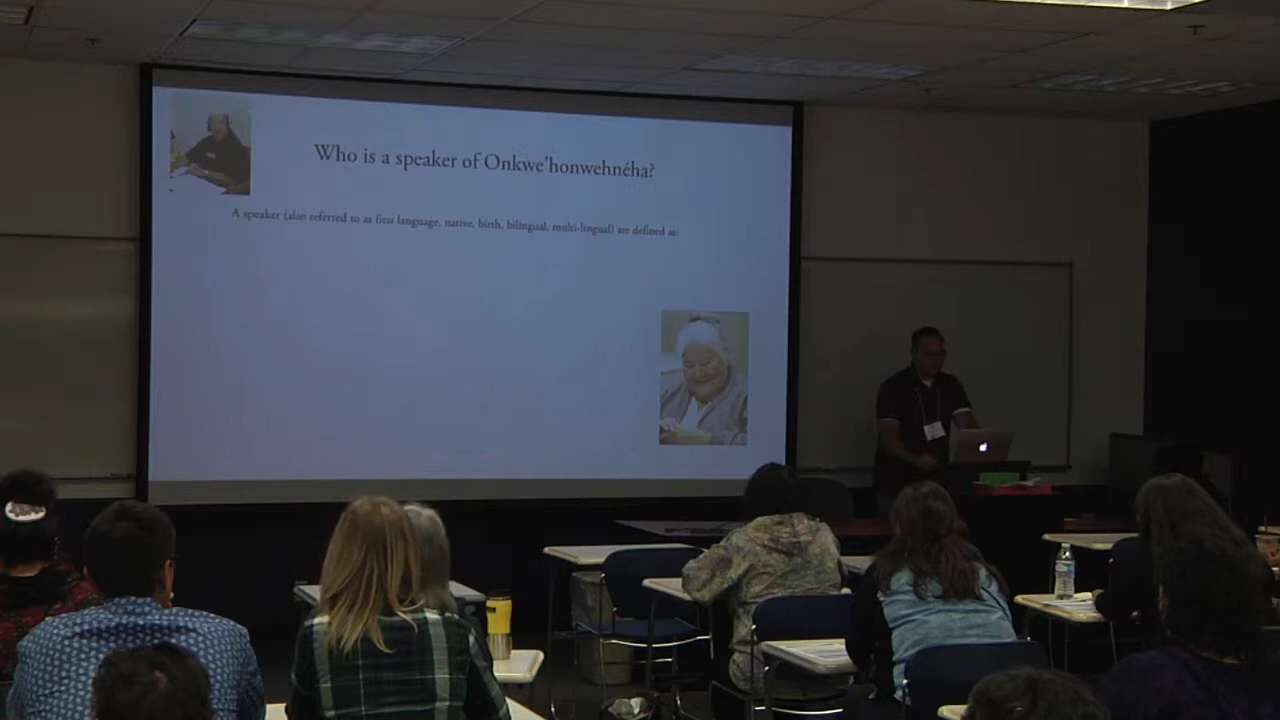 Who is a speaker of Onkwe'honwehnéha?
A speaker (also referred to as first language, native, birth, bilingual, multi-lingual) are defined as: